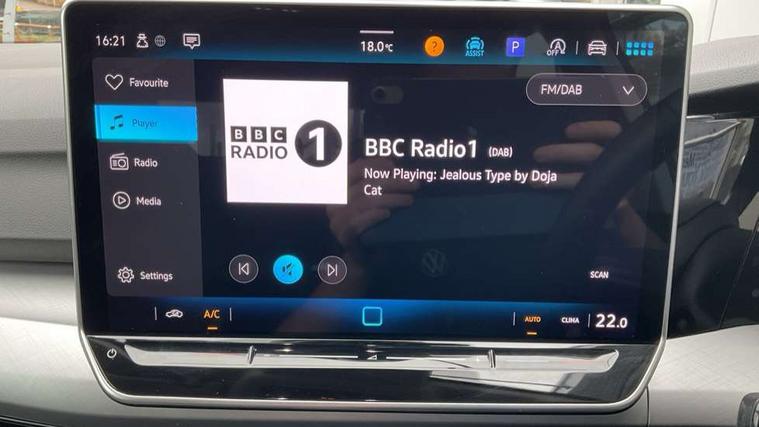 16:21
18.0°C
?
ASSIST
P
A
OFF
Favourite
Player
Radio
Media
Settings
FM/DAB
BBC
RADIO 1
BBC Radio1 (DAB)
Now Playing: Jealous Type by Doja
Cat
SCAN
A/C
AUTO
CLIMA
22.0